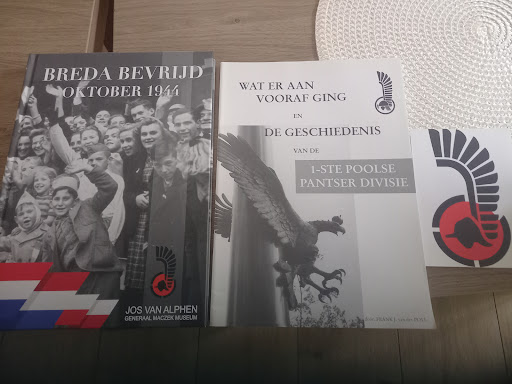 BREDA BEVRIJD
OKTOBER 1944
JOS VAN ALPHEN
GENERAAL MACZEK MUSEUM
WAT ER AAN
VOORAF GING
EN
DE GESCHIEDENIS
VAN DE
1-STE POOLSE
PANTSER DIVISIE